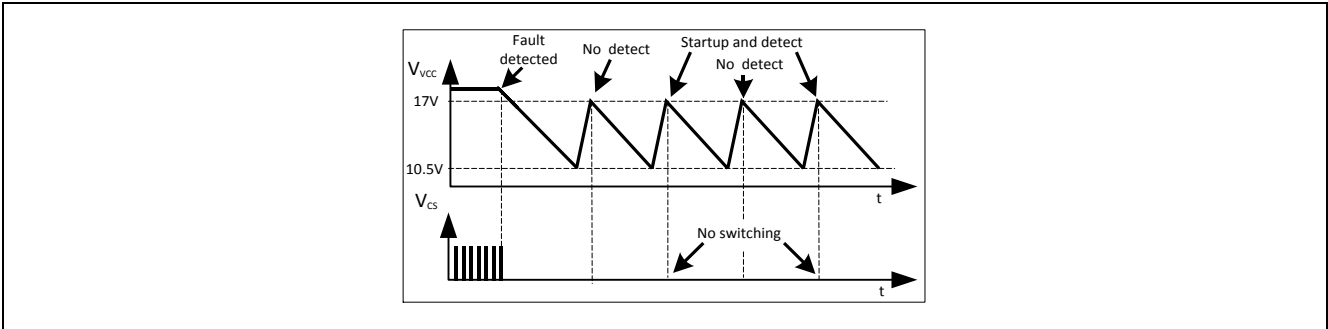 Fault
detected
No detect
Startup and detect
No detect
VVCC
17V
10.5V
t
VCS
No switching
t